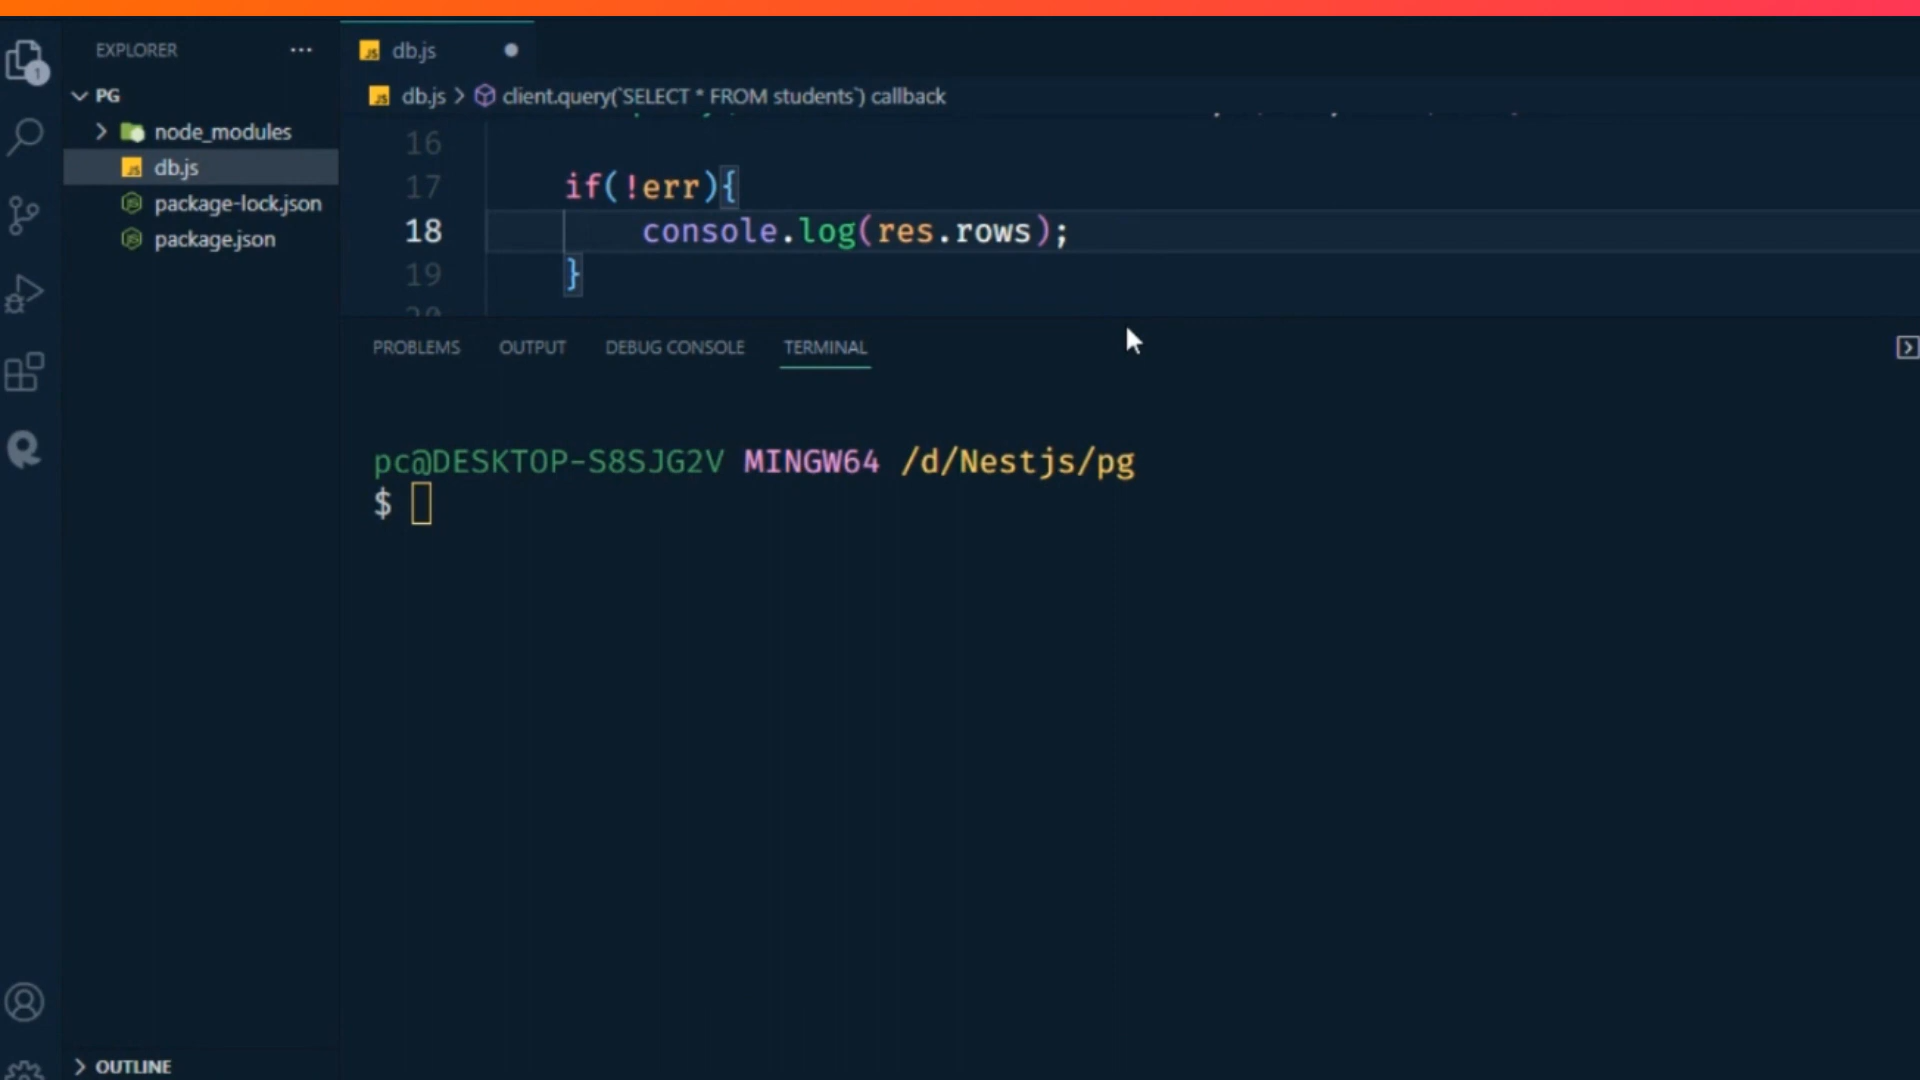 EXPLORER
PG
node_modules
db.js
package-lock.json
package.json
OUTLINE
1
db.js
db.js > client.query(`SELECT * FROM students`) callback
16
17 if(!err){
18 console.log(res.rows);
19 }
20
PROBLEMS OUTPUT DEBUG CONSOLE TERMINAL
pc@DESKTOP-S8SJG2V MINGW64 /d/Nestjs/pg
$